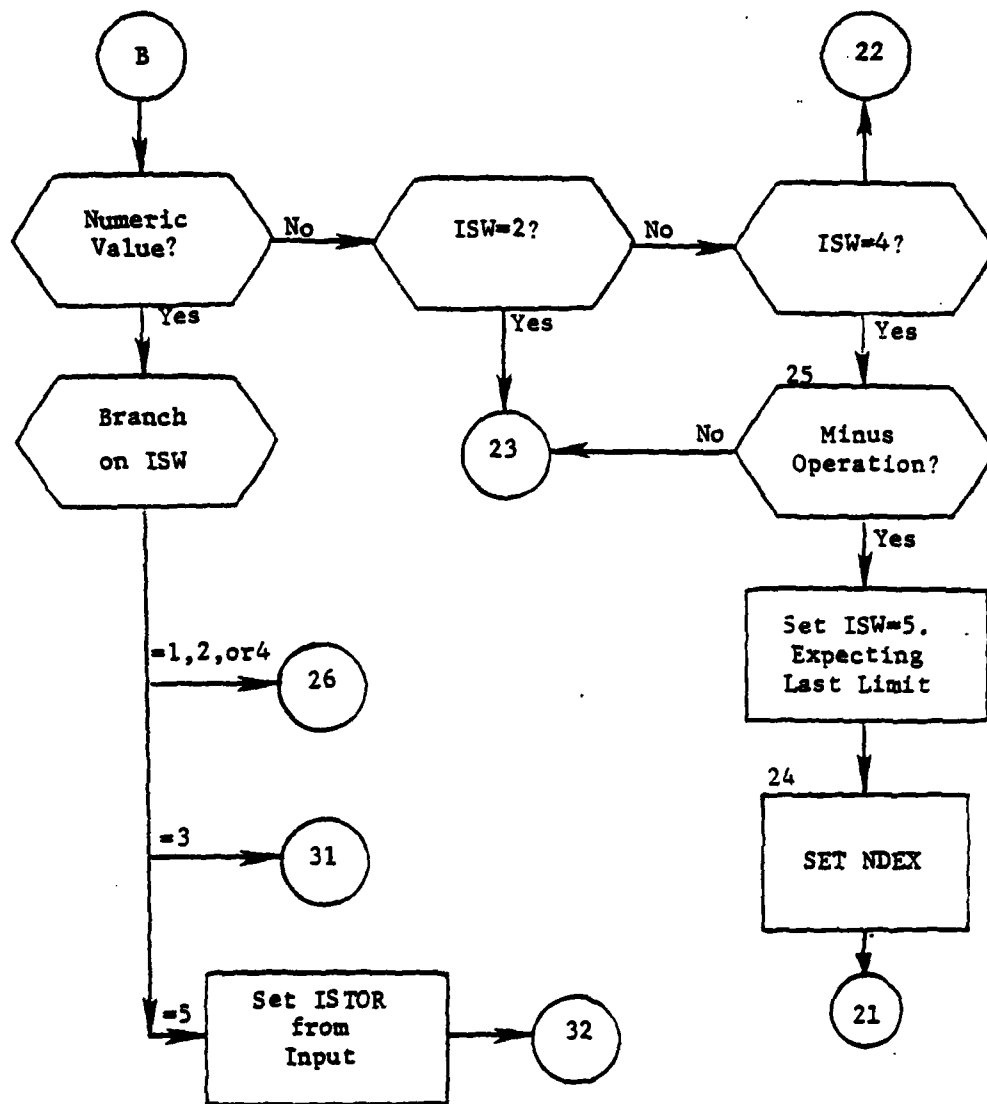 B
22
Numeric
Value?
No
ISW=2?
No
ISW=4?
Yes
Yes
Yes
25
Branch
on ISW
23
No
Minus
Operation?
Yes
=1,2,or4
26
Set ISW=5.
Expecting
Last Limit
24
=3
31
SET NDEX
=5
Set ISTOR
from
Input
32
21